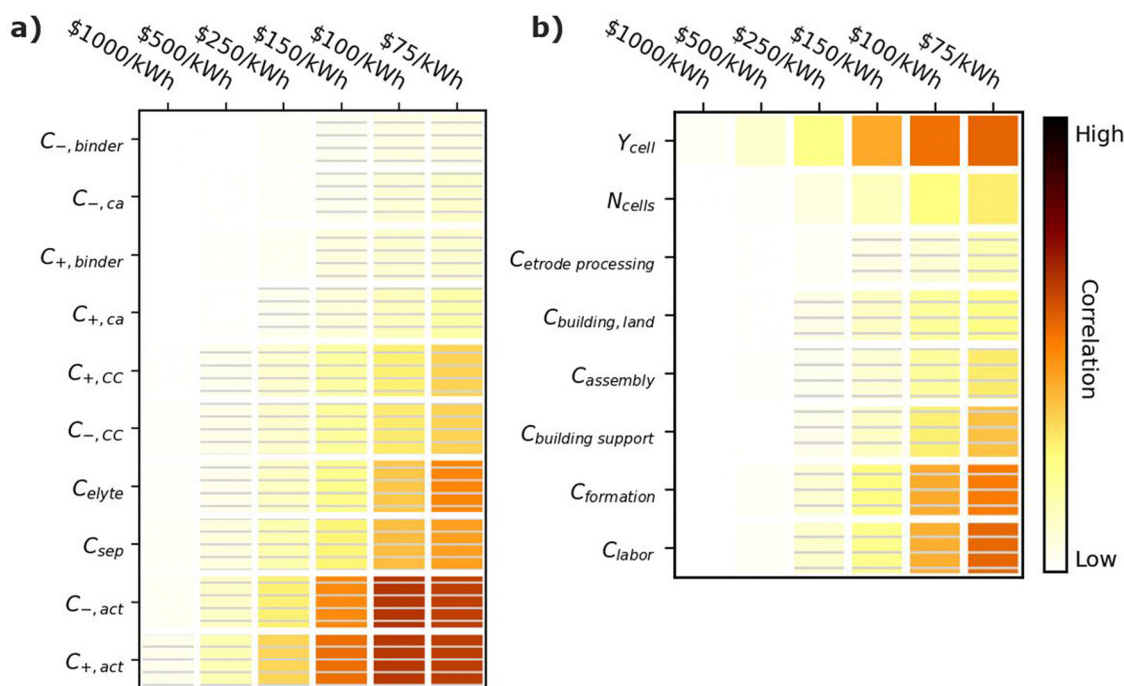 a)
$1000/kWh
$500/kWh
$250/kWh
$150/kWh
$100/kWh
$75/kWh
C−,binder
C−,ca
C+,binder
C+,ca
C+,CC
C−,CC
Celyte
Csep
C−,act
C+,act
b)
$1000/kWh
$500/kWh
$250/kWh
$150/kWh
$100/kWh
$75/kWh
Ycell
Ncells
Cetrode processing
Cbuilding,land
Cassembly
Cbuilding support
Cformation
Clabor
High
Correlation
Low